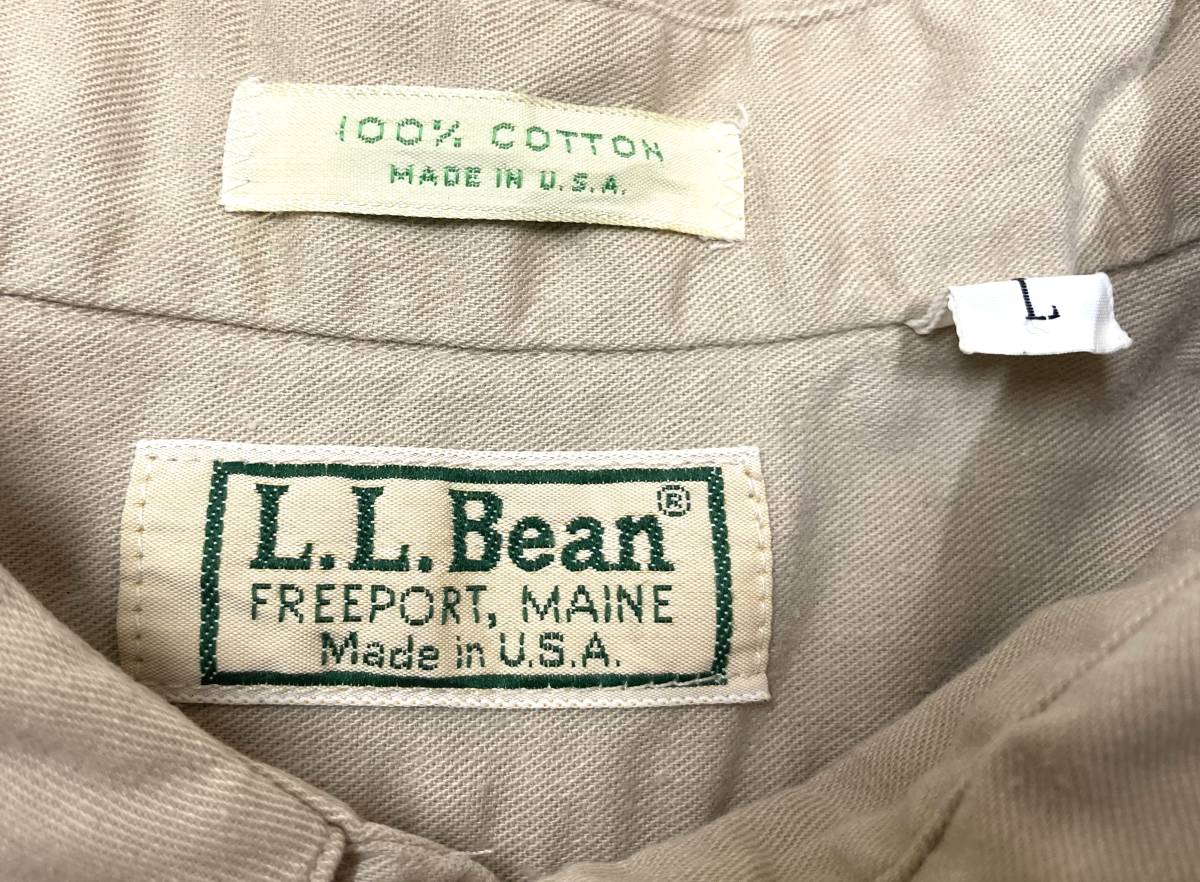 100% COTTON
MADE IN U.S.A.
L
L.L.Bean®
FREEPORT, MAINE
Made in U.S.A.